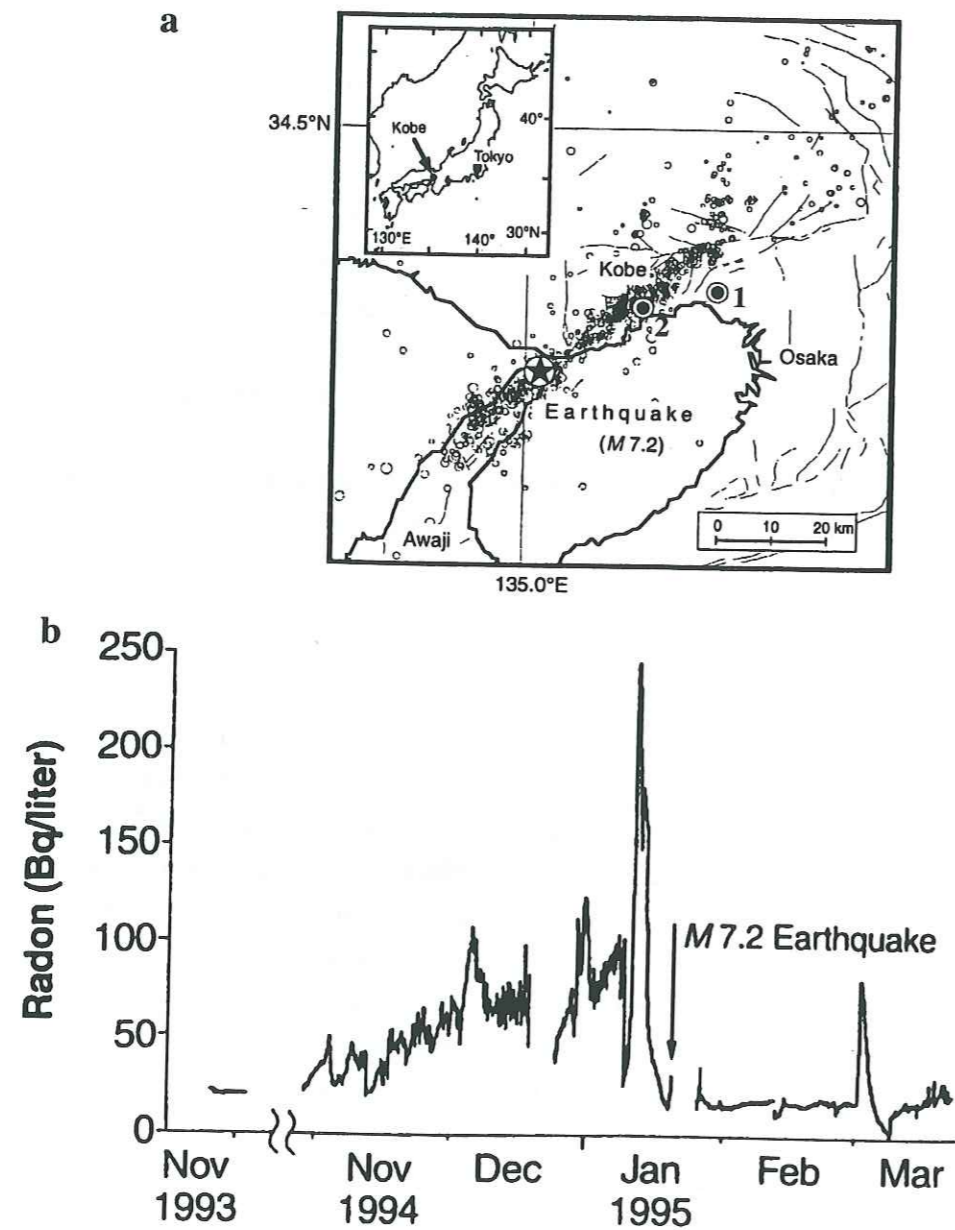 a
34.5°N
Kobe
Tokyo
40°
130°E
140°
30°N
Kobe
1
2
Osaka
Earthquake
(M 7.2)
0 10 20 km
Awaji
135.0°E
b
Radon (Bq/liter)
250
200
150
100
50
0
M 7.2 Earthquake
Nov
1993
Nov
1994
Dec
Jan
1995
Feb
Mar